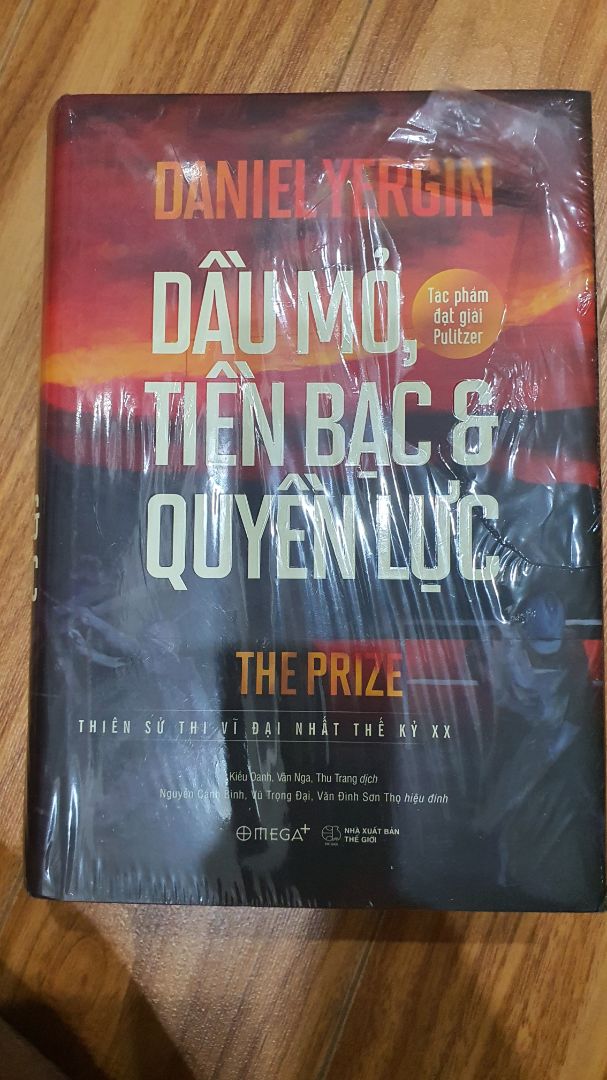 DANIEL YERGIN
DẦU MỎ,
Tác phẩm
đạt giải
Pulitzer
TIỀN BẠC &
QUYỀN LỰC
THE PRIZE
THIÊN SỬ THI VĨ ĐẠI NHẤT THẾ KỶ XX
Kiều Oanh, Vân Nga, Thu Trang dịch
Nguyễn Cảnh Bình, Vũ Trọng Đại, Văn Đình Sơn Thọ hiệu đính
OMEGA+
NHÀ XUẤT BẢN
THẾ GIỚI